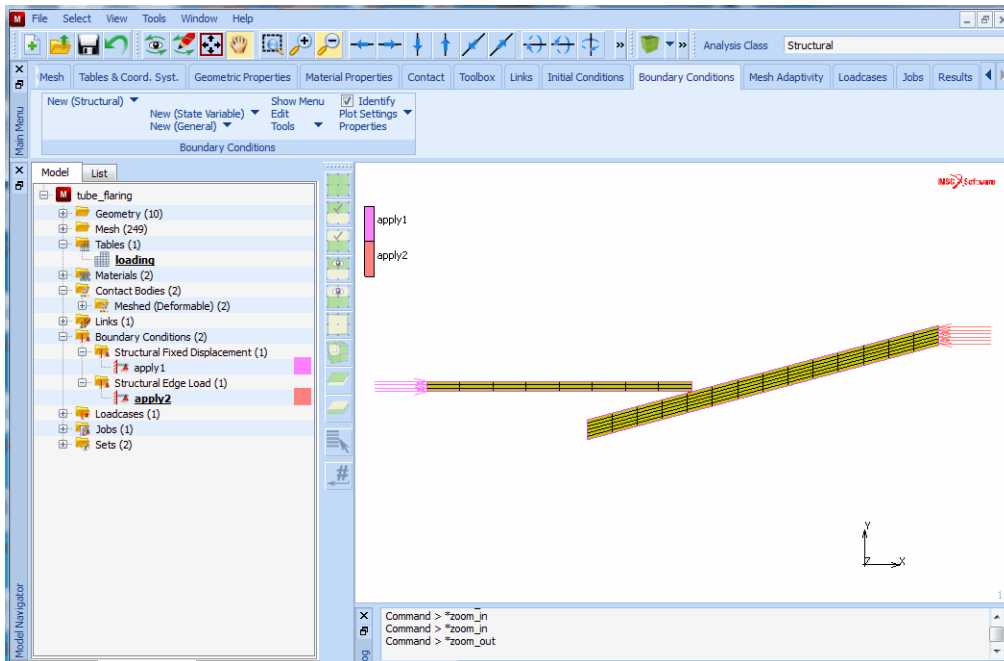 M File Select View Tools Window Help
» » Analysis Class Structural
Mesh Tables & Coord. Syst. Geometric Properties Material Properties Contact Toolbox Links Initial Conditions Boundary Conditions Mesh Adaptivity Loadcases Jobs Results
Main Menu
New (Structural) Show Menu Identify
New (State Variable) Edit Plot Settings
New (General) Tools Properties
Boundary Conditions
Model List
M tube_flaring
Geometry (10)
Mesh (249)
Tables (1)
loading
Materials (2)
Contact Bodies (2)
Meshed (Deformable) (2)
Links (1)
Boundary Conditions (2)
Structural Fixed Displacement (1)
apply1
Structural Edge Load (1)
apply2
Loadcases (1)
Jobs (1)
Sets (2)
Model Navigator
#
apply1
apply2
MSC Software
Y
Z X
1
Command > *zoom_in
Command > *zoom_in
Command > *zoom_out